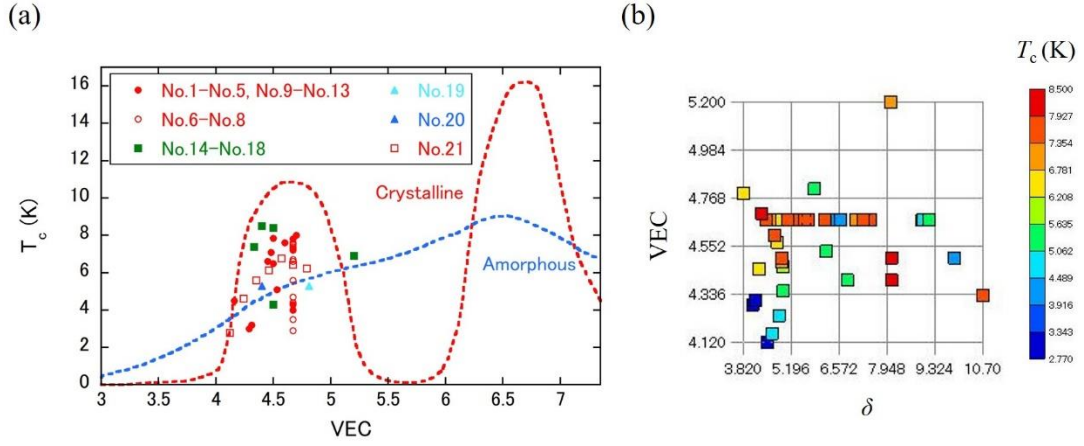 (a)
(b)
16
14
12
10
8
6
4
2
0
T_c (K)
No.1−No.5, No.9−No.13
No.6−No.8
No.14−No.18
No.19
No.20
No.21
Crystalline
Amorphous
3
3.5
4
4.5
5
5.5
6
6.5
7
VEC
T_c (K)
5.200
4.984
4.768
4.552
4.336
4.120
VEC
3.820
5.196
6.572
7.948
9.324
10.70
δ
8.500
7.927
7.354
6.781
6.208
5.635
5.062
4.489
3.916
3.343
2.770